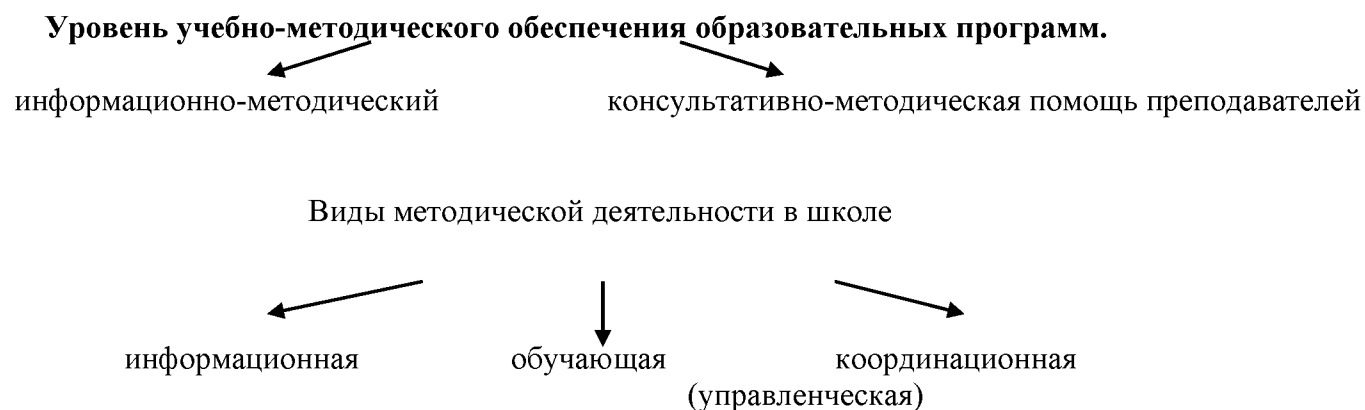 Уровень учебно-методического обеспечения образовательных программ.
информационно-методический консультативно-методическая помощь преподавателей
Виды методической деятельности в школе
информационная обучающая координационная
(управленческая)